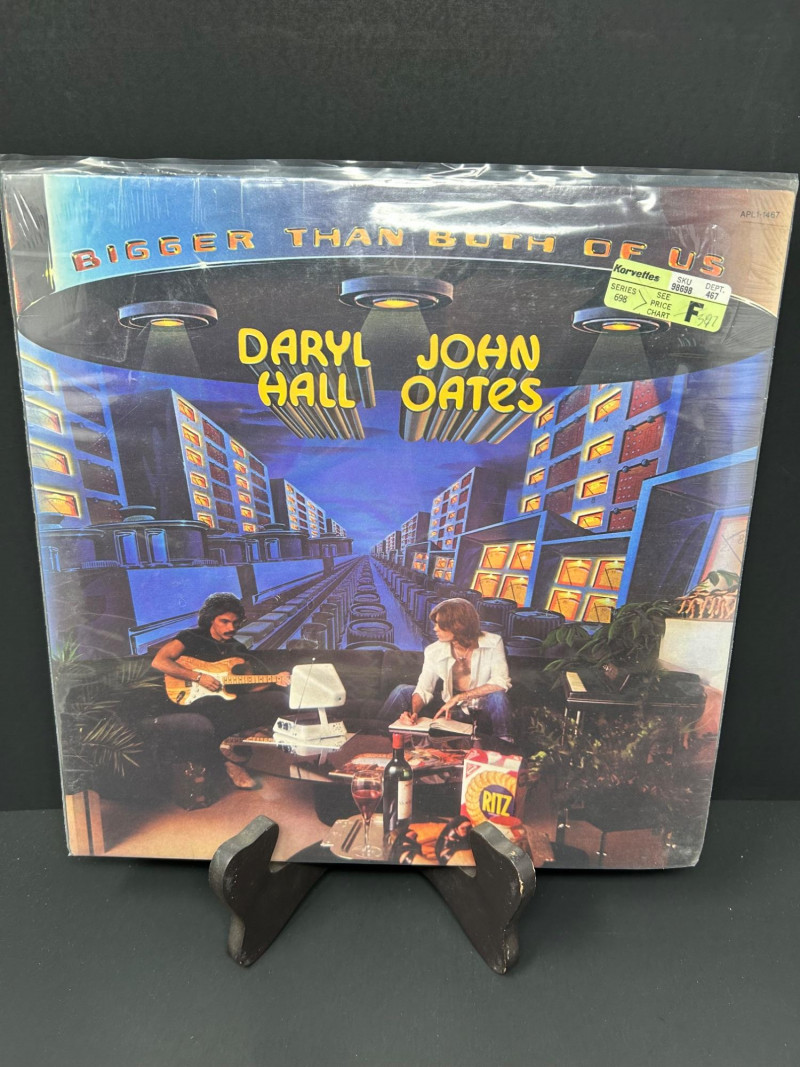 APL1-1467
BIGGER THAN BOTH OF US
Korvettes
SKU
98698
DEPT.
467
SERIES
698
SEE
PRICE
CHART
F
DARYL JOHN
HALL OATES
RITZ